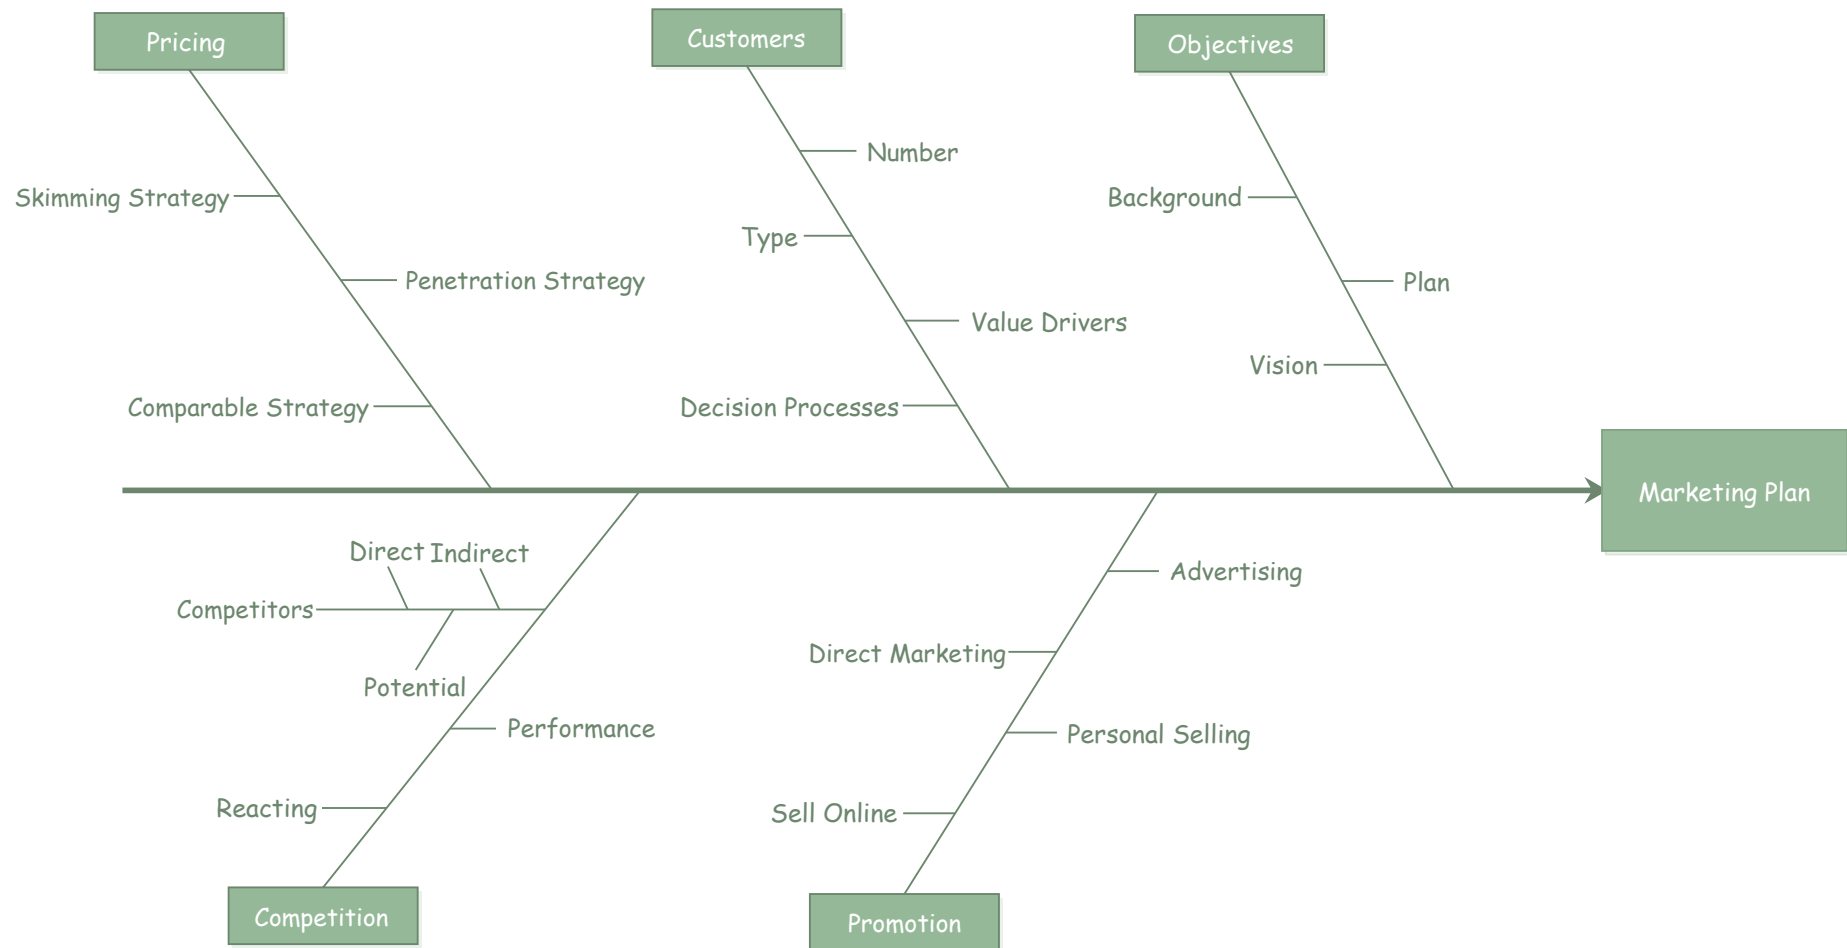 Pricing
Customers
Objectives
Number
Skimming Strategy
Background
Type
Penetration Strategy
Plan
Value Drivers
Vision
Comparable Strategy
Decision Processes
Marketing Plan
Direct
Indirect
Advertising
Competitors
Direct Marketing
Potential
Performance
Personal Selling
Reacting
Sell Online
Competition
Promotion